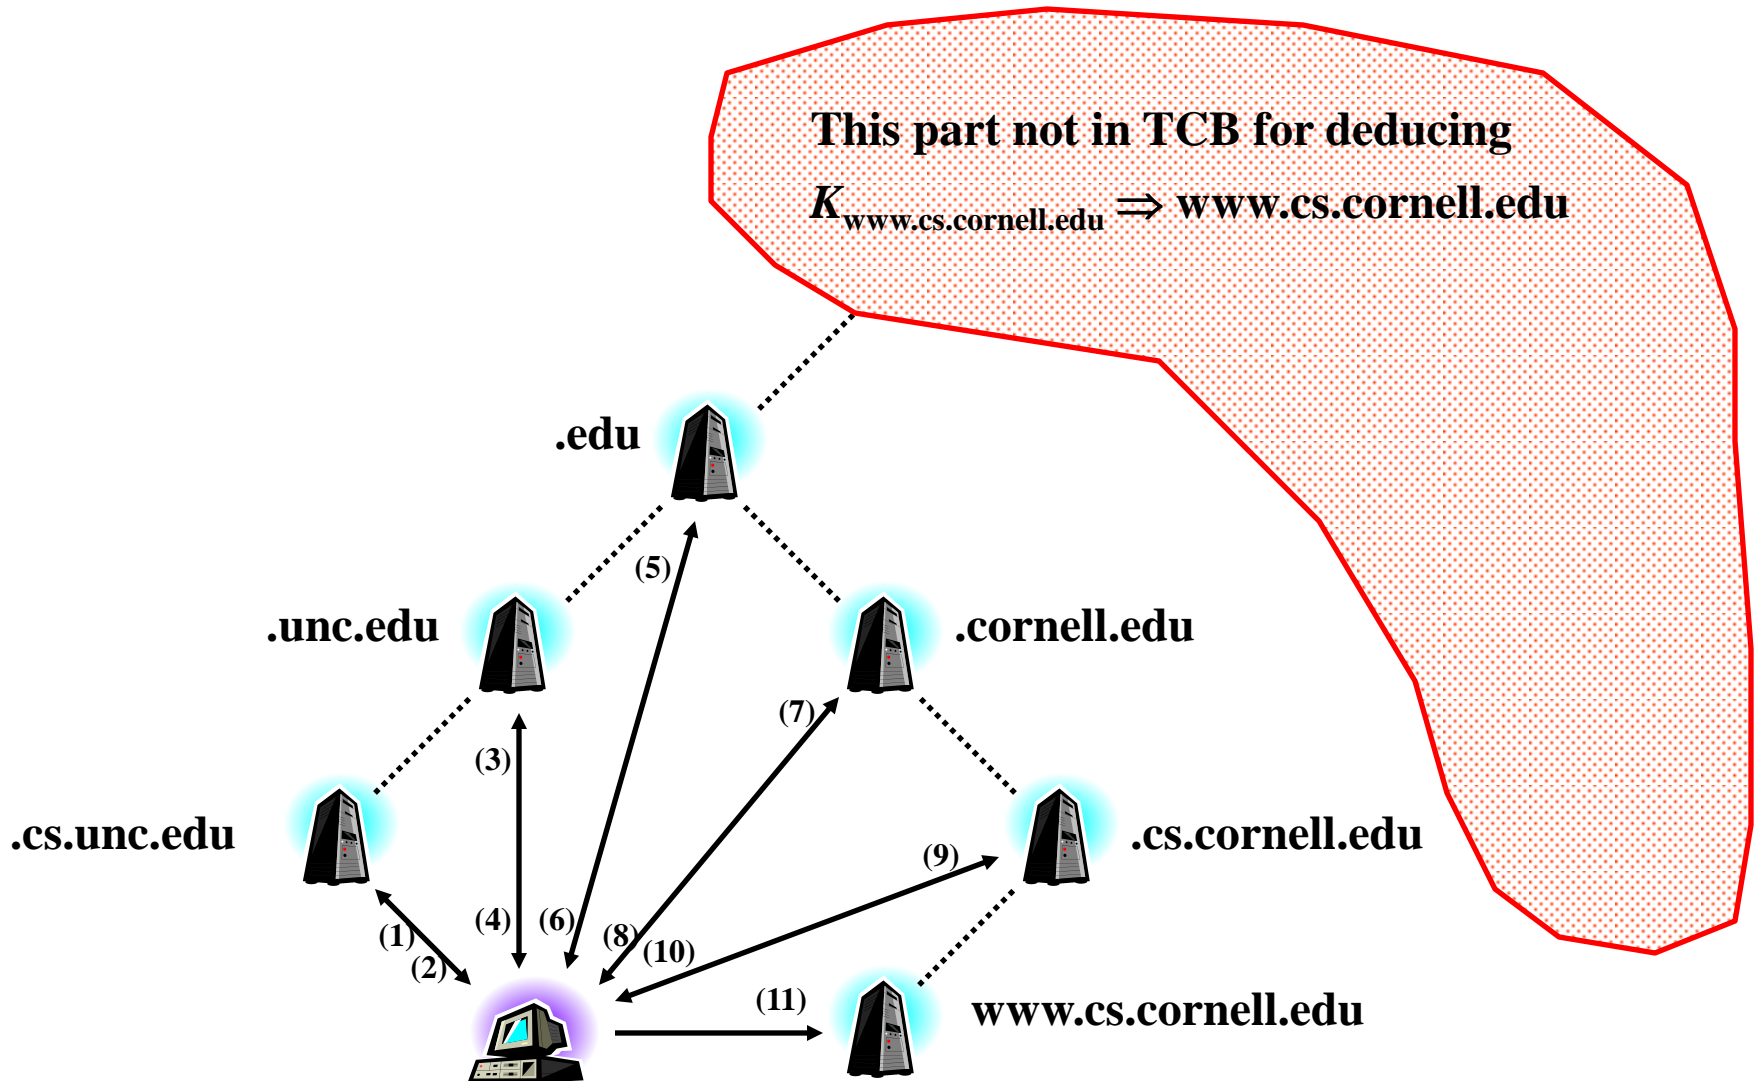 This part not in TCB for deducing
K www.cs.cornell.edu ⇒ www.cs.cornell.edu
.edu
(5)
.unc.edu
.cornell.edu
(7)
(3)
.cs.unc.edu
.cs.cornell.edu
(9)
(1)
(4)
(6)
(8)
(10)
(2)
(11)
www.cs.cornell.edu